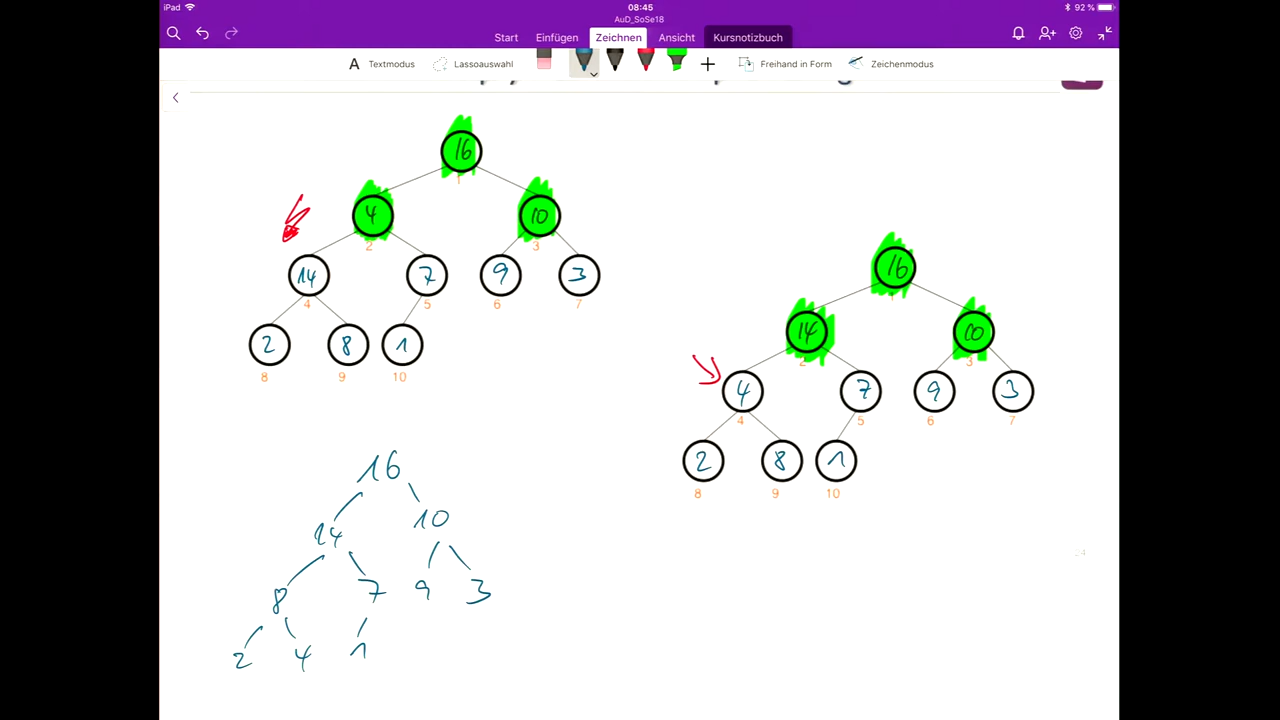 iPad 08:45 92 %
AuD_SoSe18
Start Einfügen Zeichnen Ansicht Kursnotizbuch
A Textmodus Lassoauswahl Freihand in Form Zeichenmodus
16
1
4 10
2 3
14 7 9 3
4 5 6 7
2 8 1
8 9 10
16
1
14 10
2 3
4 7 9 3
4 5 6 7
2 8 1
8 9 10
16
14 10
8 7 9 3
2 4 1